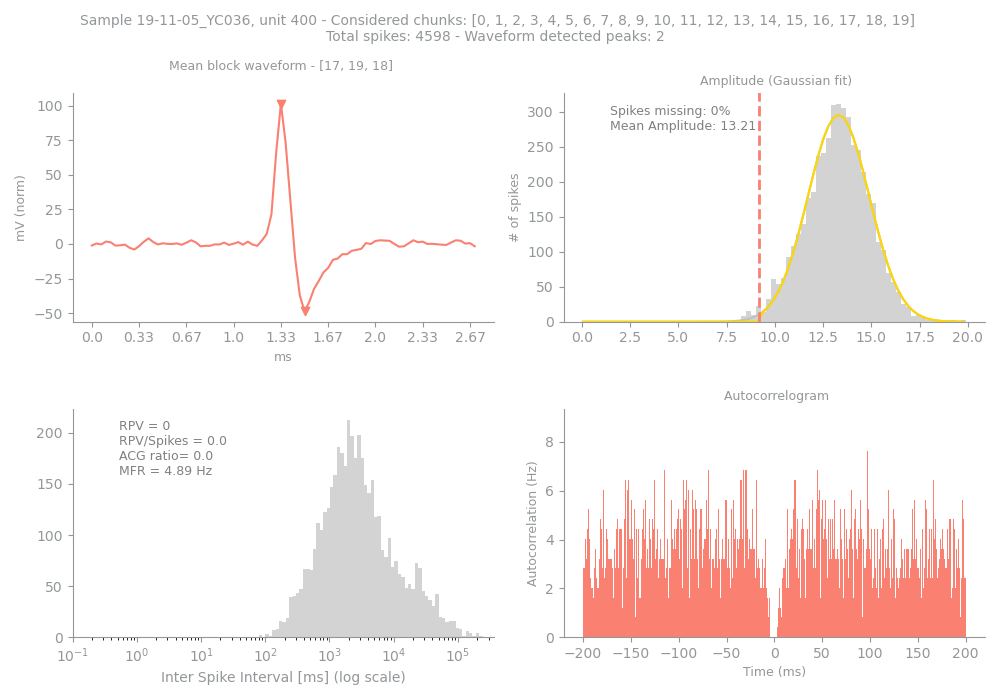 Sample 19-11-05_YC036, unit 400 - Considered chunks: [0, 1, 2, 3, 4, 5, 6, 7, 8, 9, 10, 11, 12, 13, 14, 15, 16, 17, 18, 19]
Total spikes: 4598 - Waveform detected peaks: 2
Mean block waveform - [17, 19, 18]
100
75
50
25
0
−25
−50
mV (norm)
0.0 0.33 0.67 1.0 1.33 1.67 2.0 2.33 2.67
ms
Amplitude (Gaussian fit)
Spikes missing: 0%
Mean Amplitude: 13.21
300
250
200
150
100
50
0
# of spikes
0.0 2.5 5.0 7.5 10.0 12.5 15.0 17.5 20.0
RPV = 0
RPV/Spikes = 0.0
ACG ratio= 0.0
MFR = 4.89 Hz
200
150
100
50
0
10−1 100 101 102 103 104 105
Inter Spike Interval [ms] (log scale)
Autocorrelogram
8
6
4
2
0
Autocorrelation (Hz)
−200 −150 −100 −50 0 50 100 150 200
Time (ms)